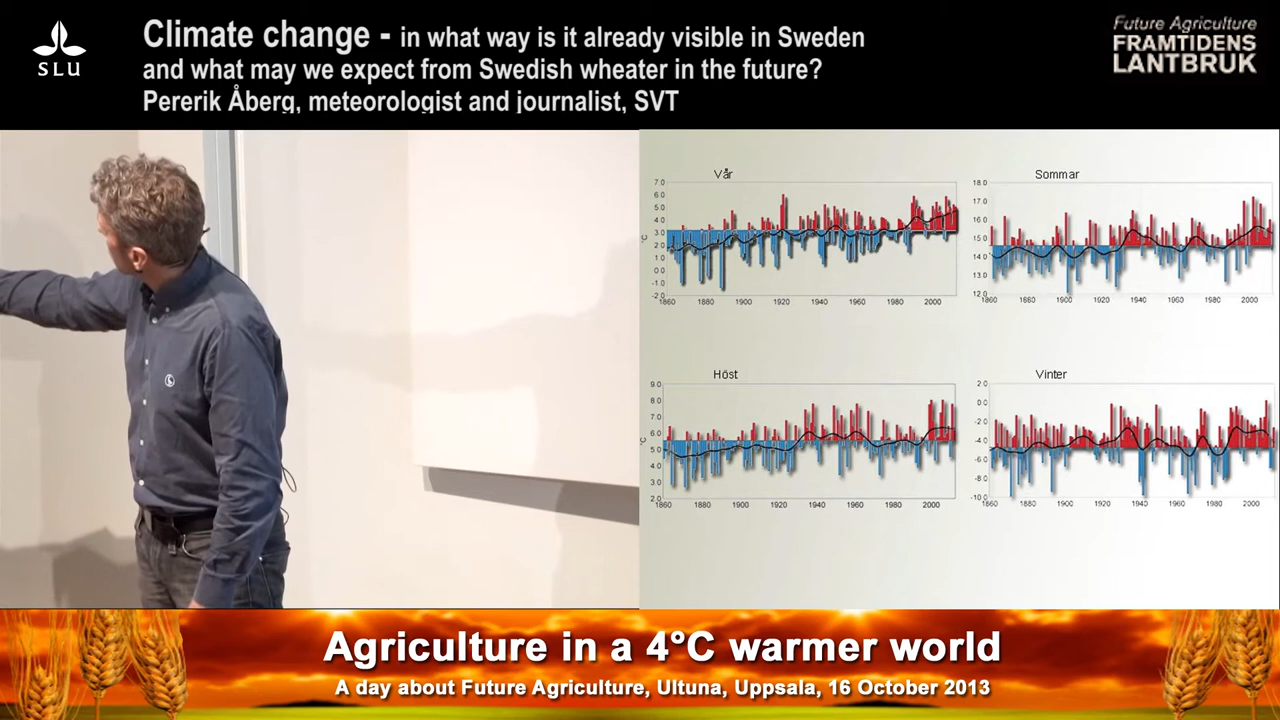 SLU
Climate change - in what way is it already visible in Sweden
and what may we expect from Swedish wheater in the future?
Pererik Åberg, meteorologist and journalist, SVT
Future Agriculture
FRAMTIDENS
LANTBRUK
Vår
7.0
6.0
5.0
4.0
3.0
2.0
1.0
0.0
-1.0
-2.0
°C
1860 1880 1900 1920 1940 1960 1980 2000
Sommar
18.0
17.0
16.0
15.0
14.0
13.0
12.0
1860 1880 1900 1920 1940 1960 1980 2000
Höst
9.0
8.0
7.0
6.0
5.0
4.0
3.0
2.0
°C
1860 1880 1900 1920 1940 1960 1980 2000
Vinter
2.0
0.0
-2.0
-4.0
-6.0
-8.0
-10.0
1860 1880 1900 1920 1940 1960 1980 2000
Agriculture in a 4°C warmer world
A day about Future Agriculture, Ultuna, Uppsala, 16 October 2013